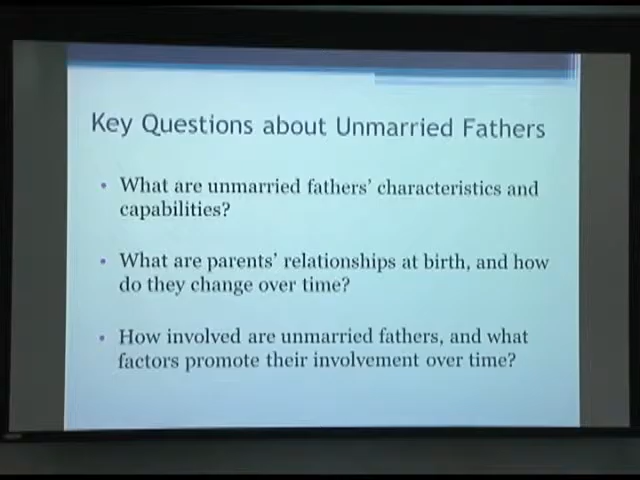 Key Questions about Unmarried Fathers
• What are unmarried fathers' characteristics and
capabilities?
• What are parents' relationships at birth, and how
do they change over time?
• How involved are unmarried fathers, and what
factors promote their involvement over time?